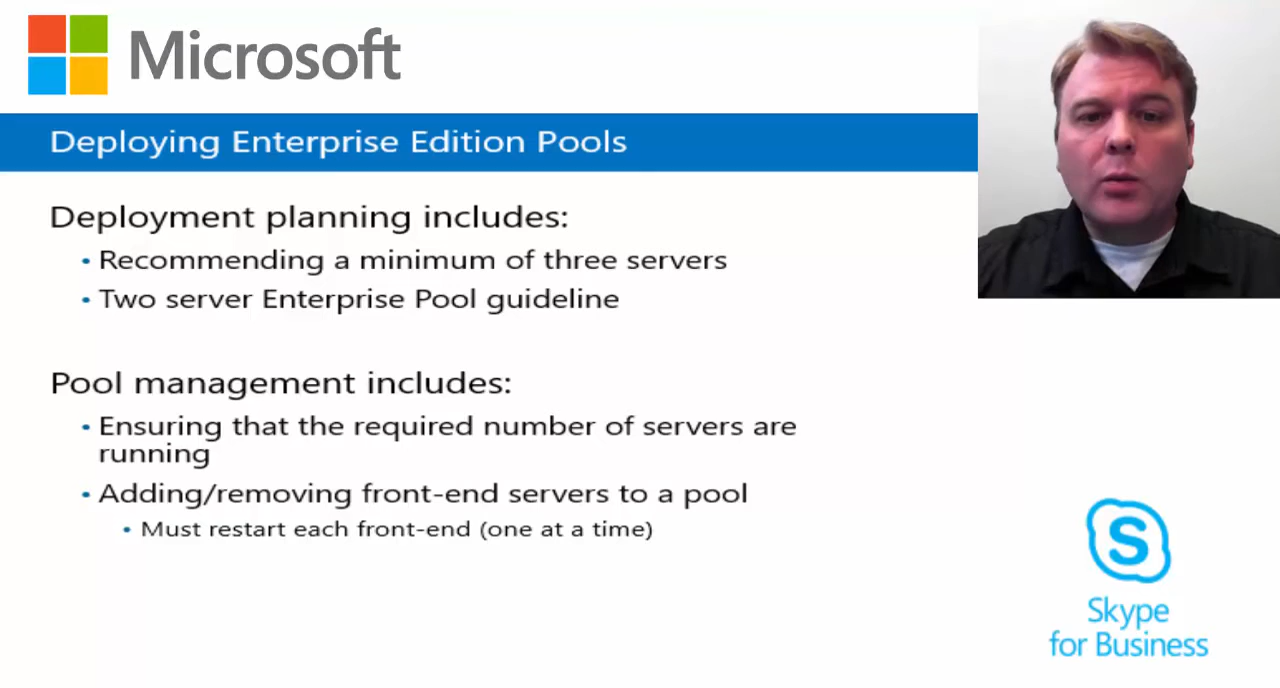 Microsoft
Deploying Enterprise Edition Pools
Deployment planning includes:
• Recommending a minimum of three servers
• Two server Enterprise Pool guideline
Pool management includes:
• Ensuring that the required number of servers are
running
• Adding/removing front-end servers to a pool
• Must restart each front-end (one at a time)
S
Skype
for Business